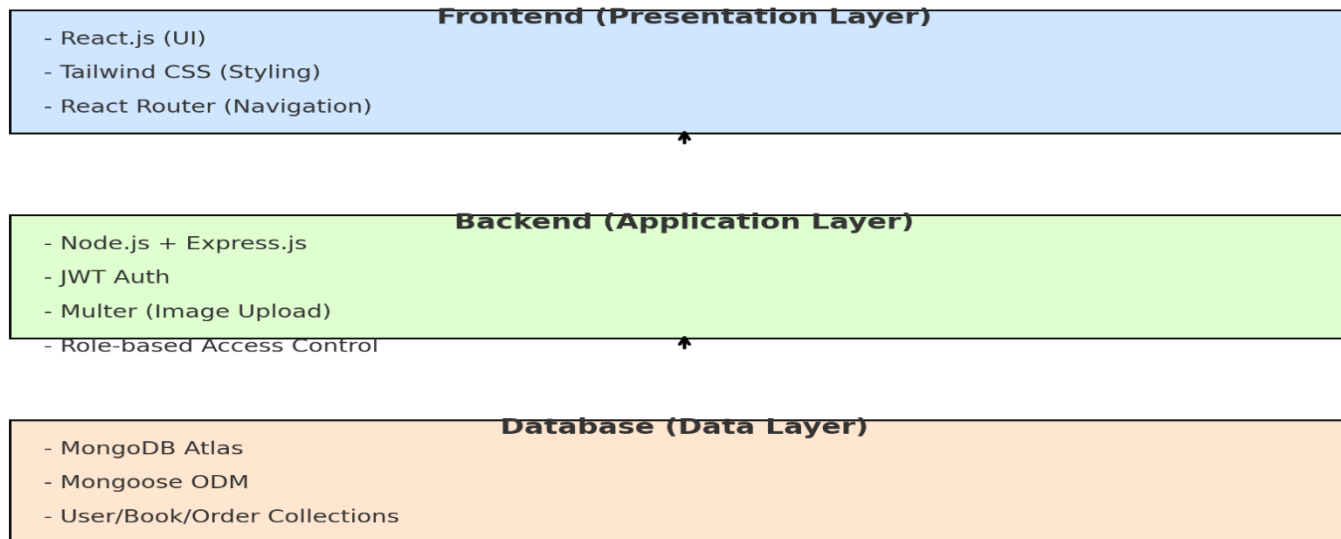 Frontend (Presentation Layer)
- React.js (UI)
- Tailwind CSS (Styling)
- React Router (Navigation)
Backend (Application Layer)
- Node.js + Express.js
- JWT Auth
- Multer (Image Upload)
- Role-based Access Control
Database (Data Layer)
- MongoDB Atlas
- Mongoose ODM
- User/Book/Order Collections